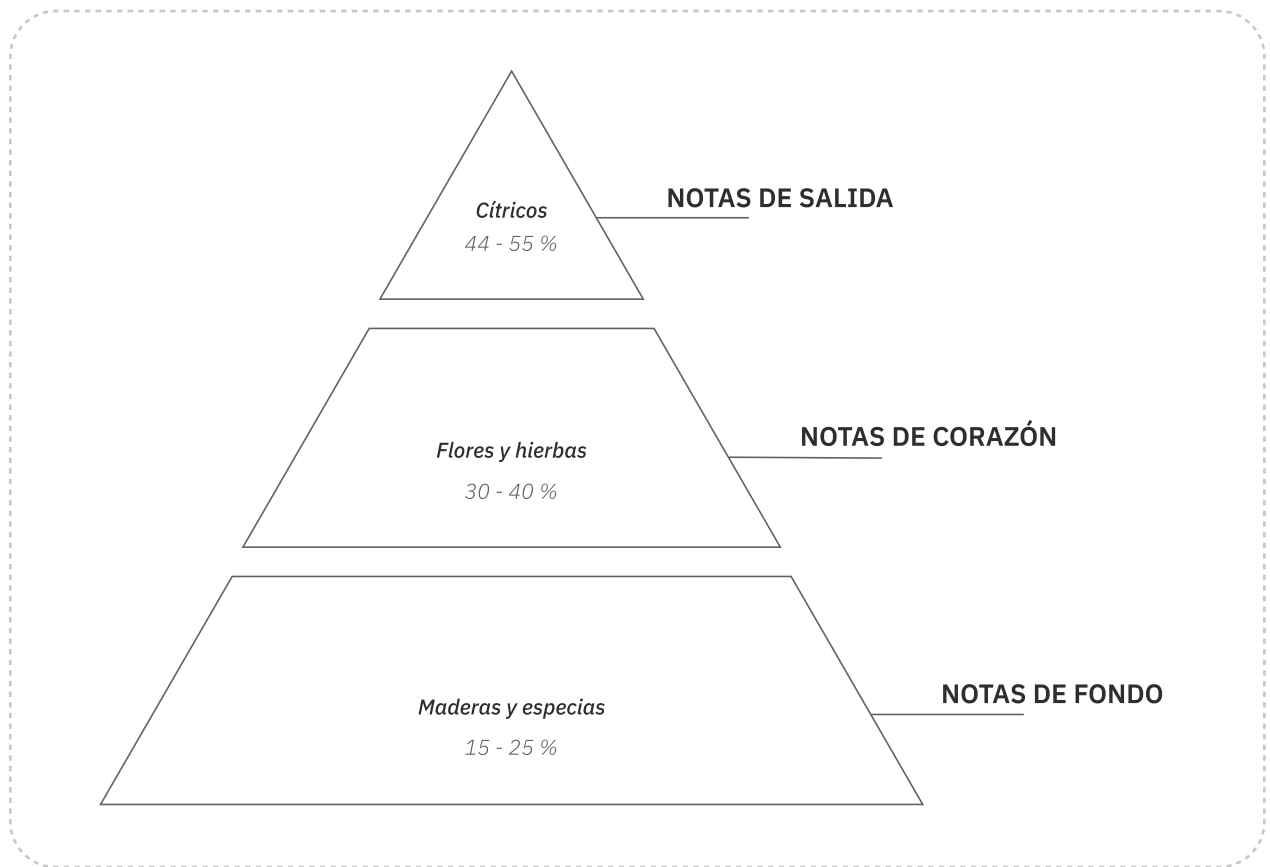 NOTAS DE SALIDA
Cítricos
44 - 55 %
NOTAS DE CORAZÓN
Flores y hierbas
30 - 40 %
NOTAS DE FONDO
Maderas y especias
15 - 25 %